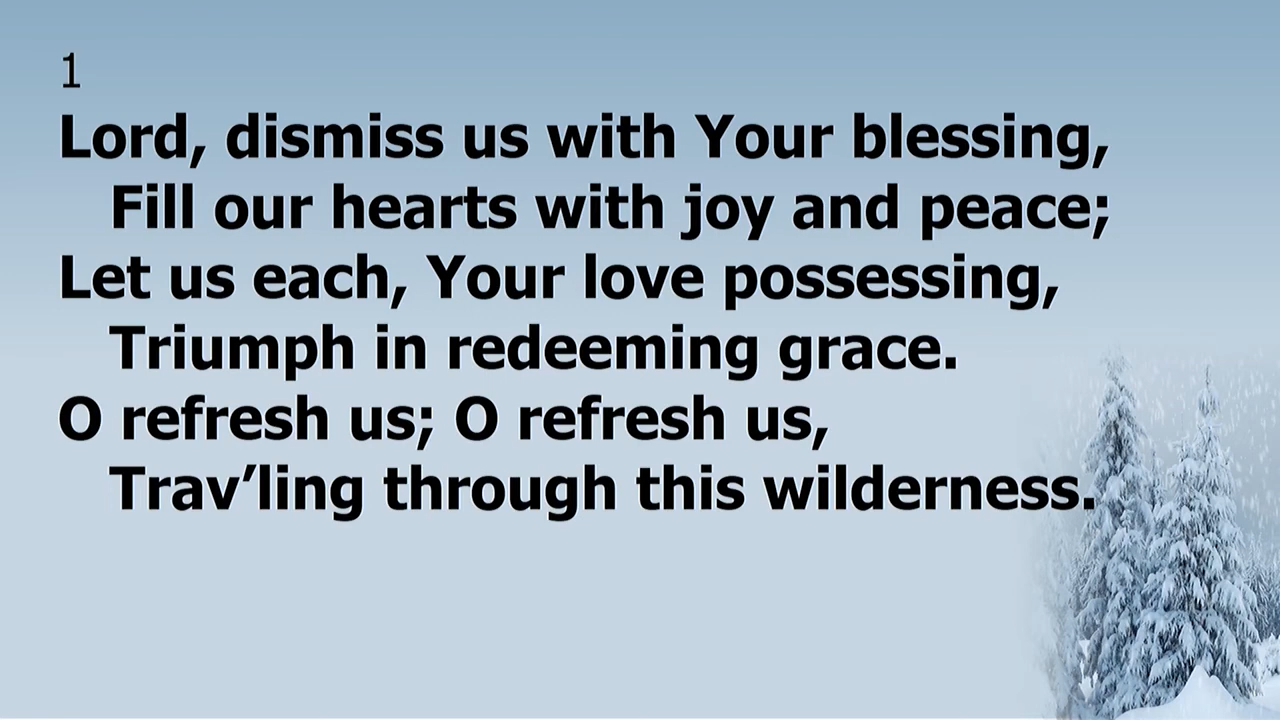 1
Lord, dismiss us with Your blessing,
Fill our hearts with joy and peace;
Let us each, Your love possessing,
Triumph in redeeming grace.
O refresh us; O refresh us,
Trav’ling through this wilderness.